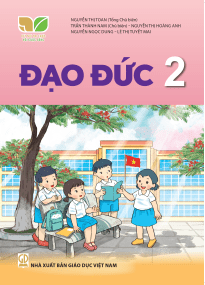 NGUYỄN THỊ TOAN (Tổng Chủ biên)
TRẦN THÀNH NAM (Chủ biên) - NGUYỄN THỊ HOÀNG ANH
NGUYỄN NGỌC DUNG - LÊ THỊ TUYẾT MAI
ĐẠO ĐỨC 2
NHÀ XUẤT BẢN GIÁO DỤC VIỆT NAM